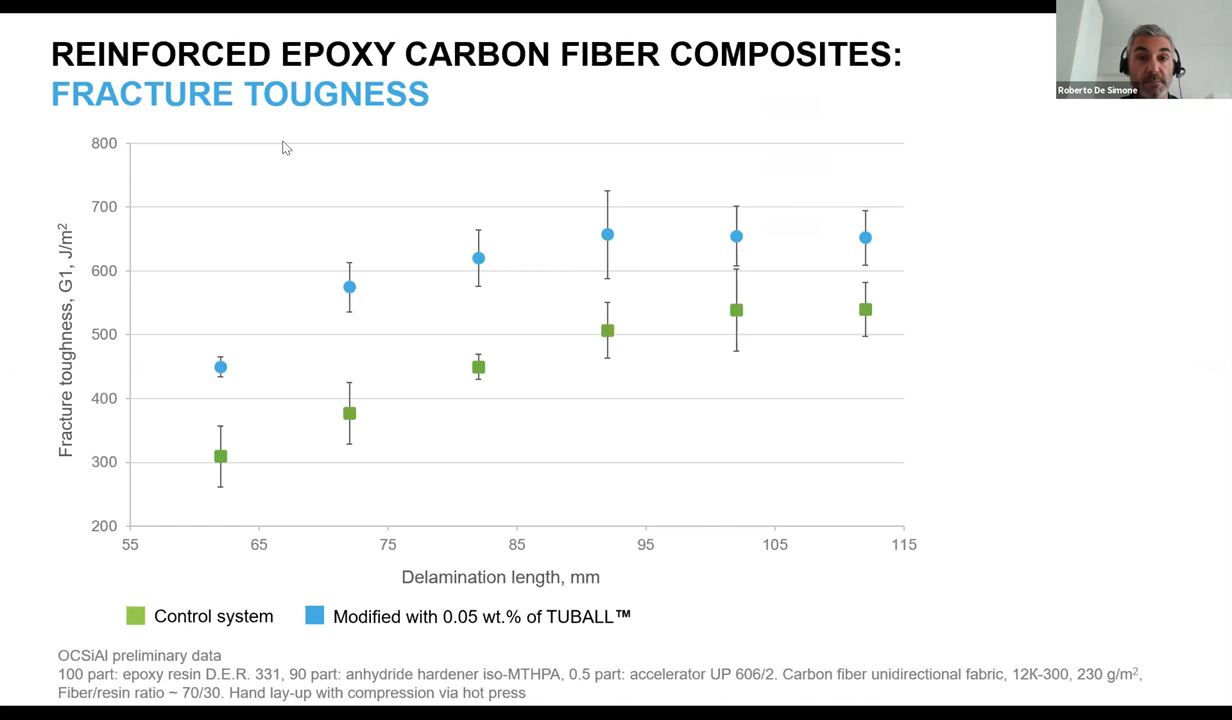 REINFORCED EPOXY CARBON FIBER COMPOSITES:
FRACTURE TOUGNESS
Roberto De Simone
800
700
600
500
400
300
200
Fracture toughness, G1, J/m²
55 65 75 85 95 105 115
Delamination length, mm
Control system
Modified with 0.05 wt.% of TUBALL™
OCSiAl preliminary data
100 part: epoxy resin D.E.R. 331, 90 part: anhydride hardener iso-MTHPA, 0.5 part: accelerator UP 606/2. Carbon fiber unidirectional fabric, 12K-300, 230 g/m²,
Fiber/resin ratio ~ 70/30. Hand lay-up with compression via hot press